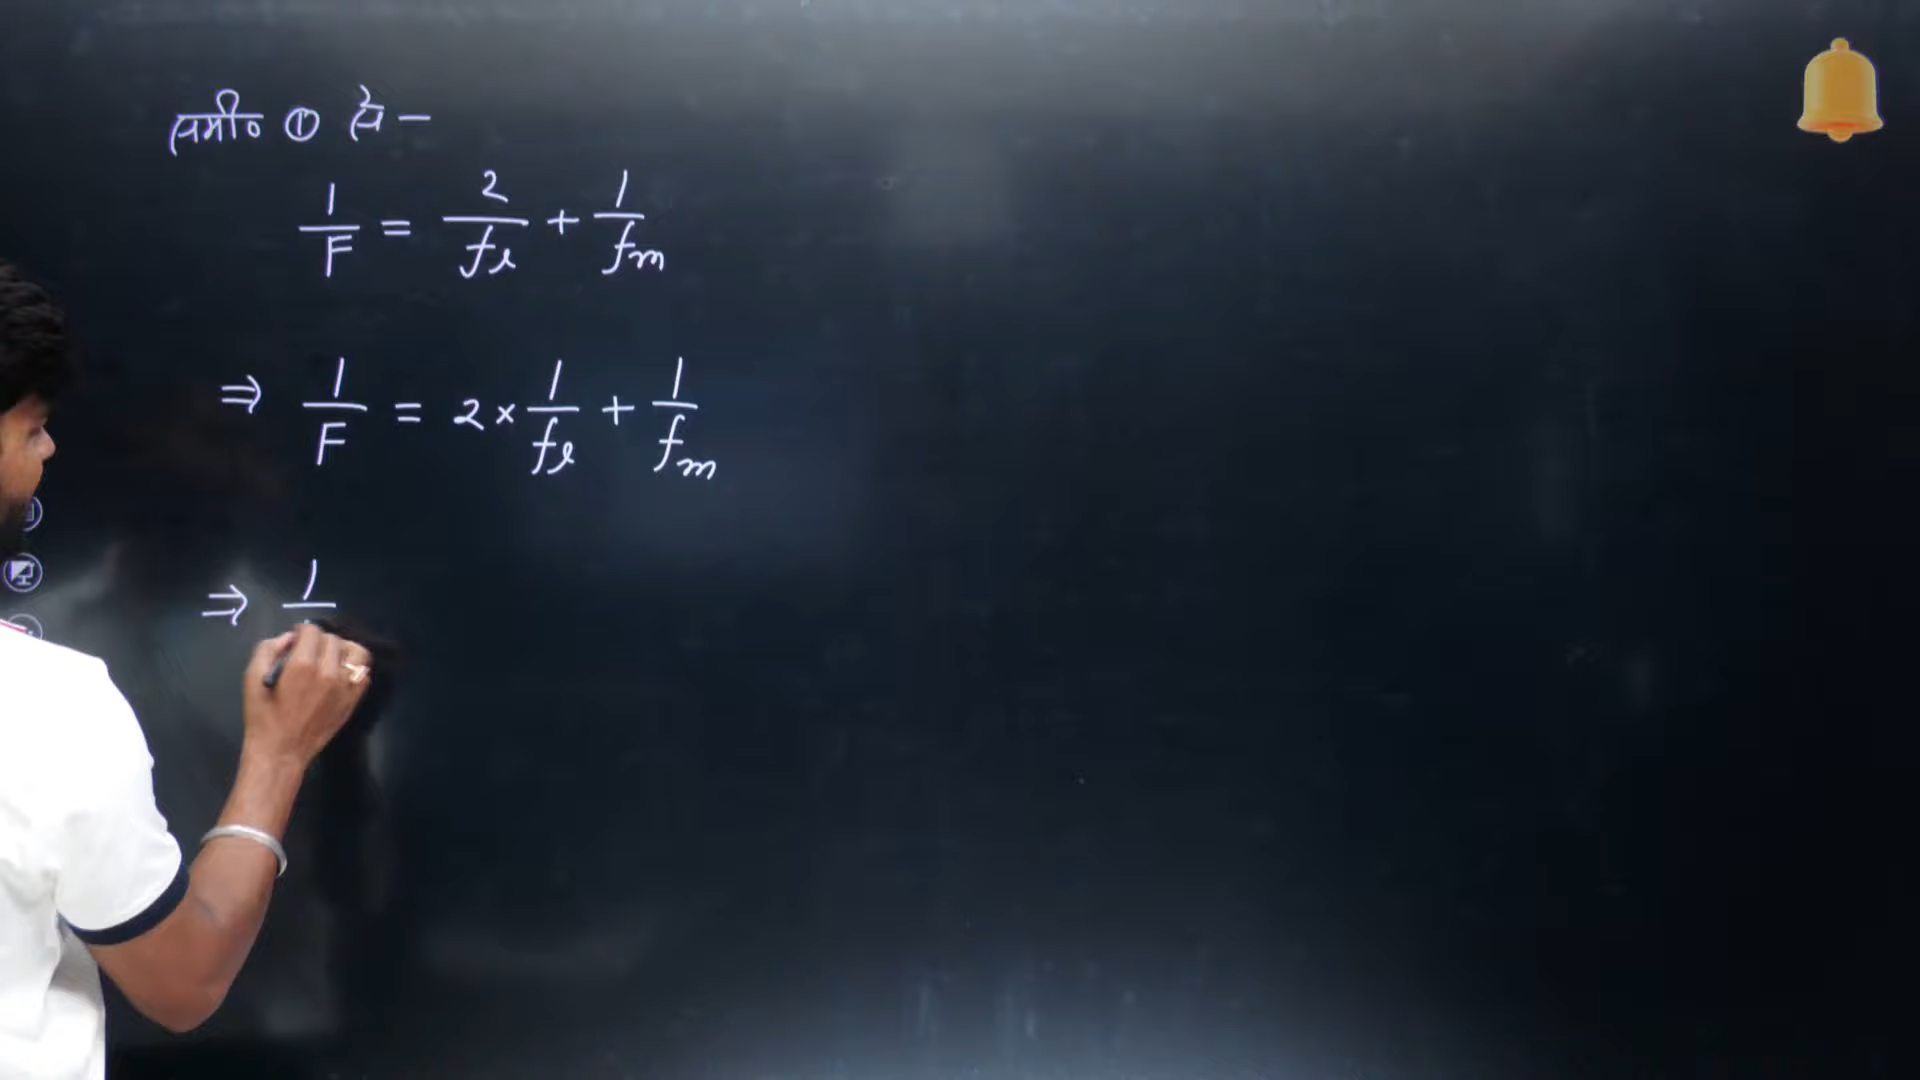 समी० ① से —
1/F = 2/fℓ + 1/fm
⇒ 1/F = 2 × 1/fℓ + 1/fm
⇒ 1/